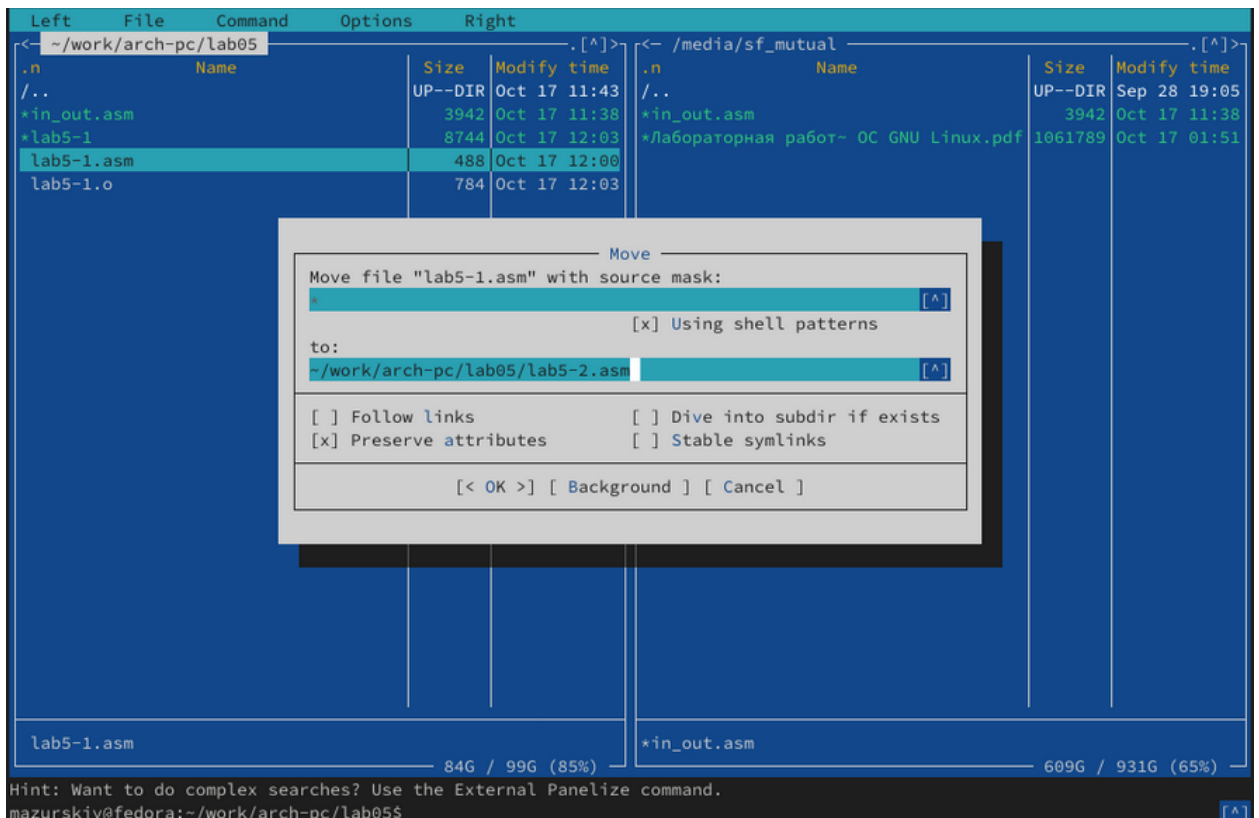 Left File Command Options Right
<─ ~/work/arch-pc/lab05 ─.[^]>
.n Name Size Modify time
/.. UP--DIR Oct 17 11:43
*in_out.asm 3942 Oct 17 11:38
*lab5-1 8744 Oct 17 12:03
lab5-1.asm 488 Oct 17 12:00
lab5-1.o 784 Oct 17 12:03
<─ /media/sf_mutual ─.[^]>
.n Name Size Modify time
/.. UP--DIR Sep 28 19:05
*in_out.asm 3942 Oct 17 11:38
*Лабораторная работ~ ОС GNU Linux.pdf 1061789 Oct 17 01:51
Move
Move file "lab5-1.asm" with source mask:
* [^]
[x] Using shell patterns
to:
~/work/arch-pc/lab05/lab5-2.asm [^]
[ ] Follow links [ ] Dive into subdir if exists
[x] Preserve attributes [ ] Stable symlinks
[< OK >] [ Background ] [ Cancel ]
lab5-1.asm
84G / 99G (85%)
*in_out.asm
609G / 931G (65%)
Hint: Want to do complex searches? Use the External Panelize command.
mazurskiy@fedora:~/work/arch-pc/lab05$ [^]